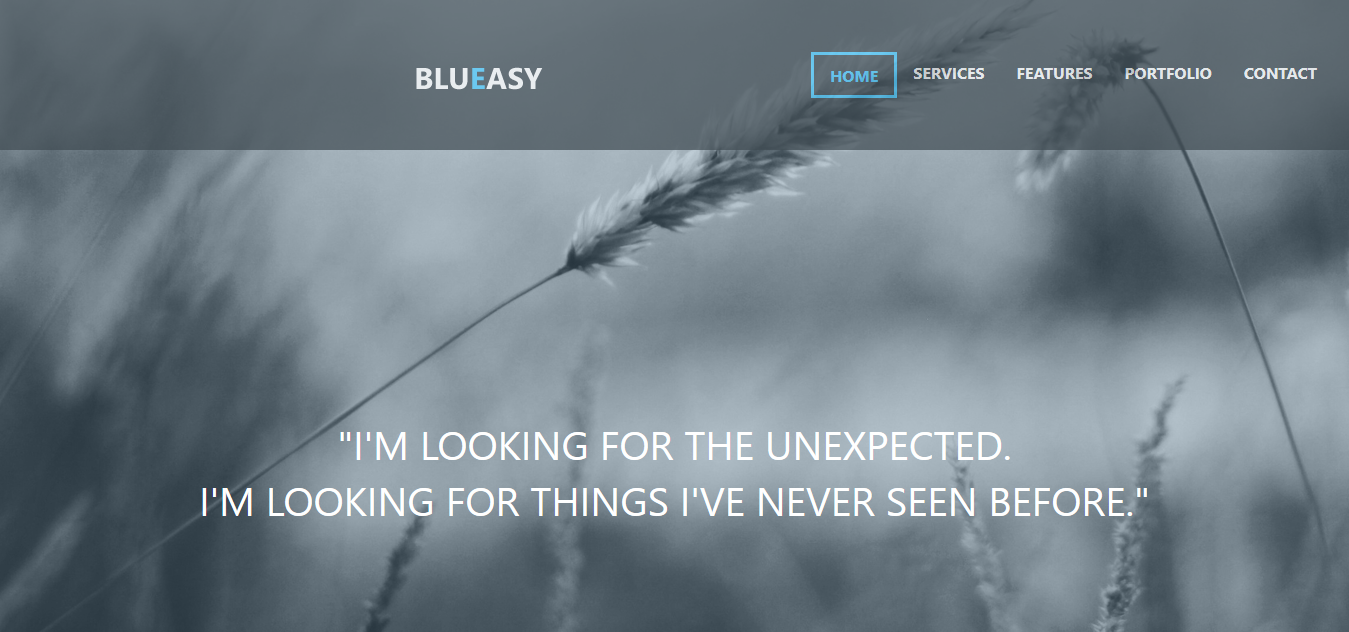 BLUEASY
HOME SERVICES FEATURES PORTFOLIO CONTACT
"I'M LOOKING FOR THE UNEXPECTED.
I'M LOOKING FOR THINGS I'VE NEVER SEEN BEFORE."